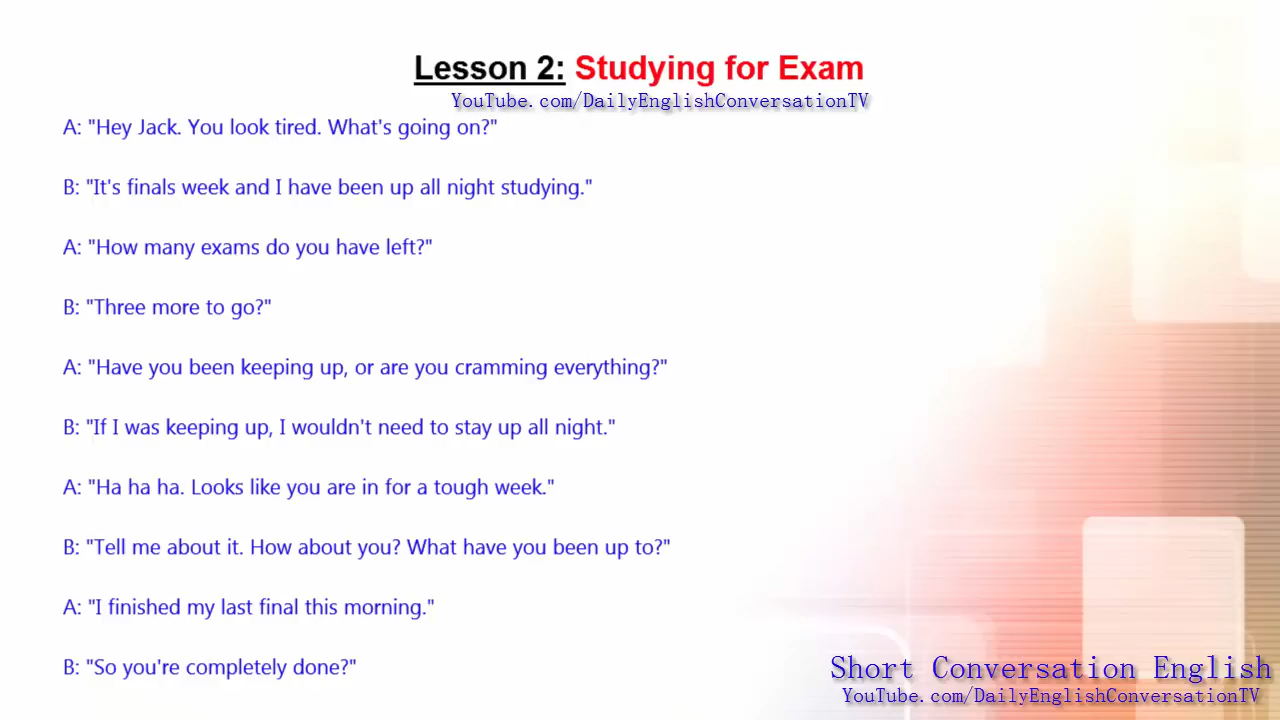 Lesson 2: Studying for Exam
YouTube.com/DailyEnglishConversationTV
A: "Hey Jack. You look tired. What's going on?"
B: "It's finals week and I have been up all night studying."
A: "How many exams do you have left?"
B: "Three more to go?"
A: "Have you been keeping up, or are you cramming everything?"
B: "If I was keeping up, I wouldn't need to stay up all night."
A: "Ha ha ha. Looks like you are in for a tough week."
B: "Tell me about it. How about you? What have you been up to?"
A: "I finished my last final this morning."
B: "So you're completely done?"
Short Conversation English
YouTube.com/DailyEnglishConversationTV